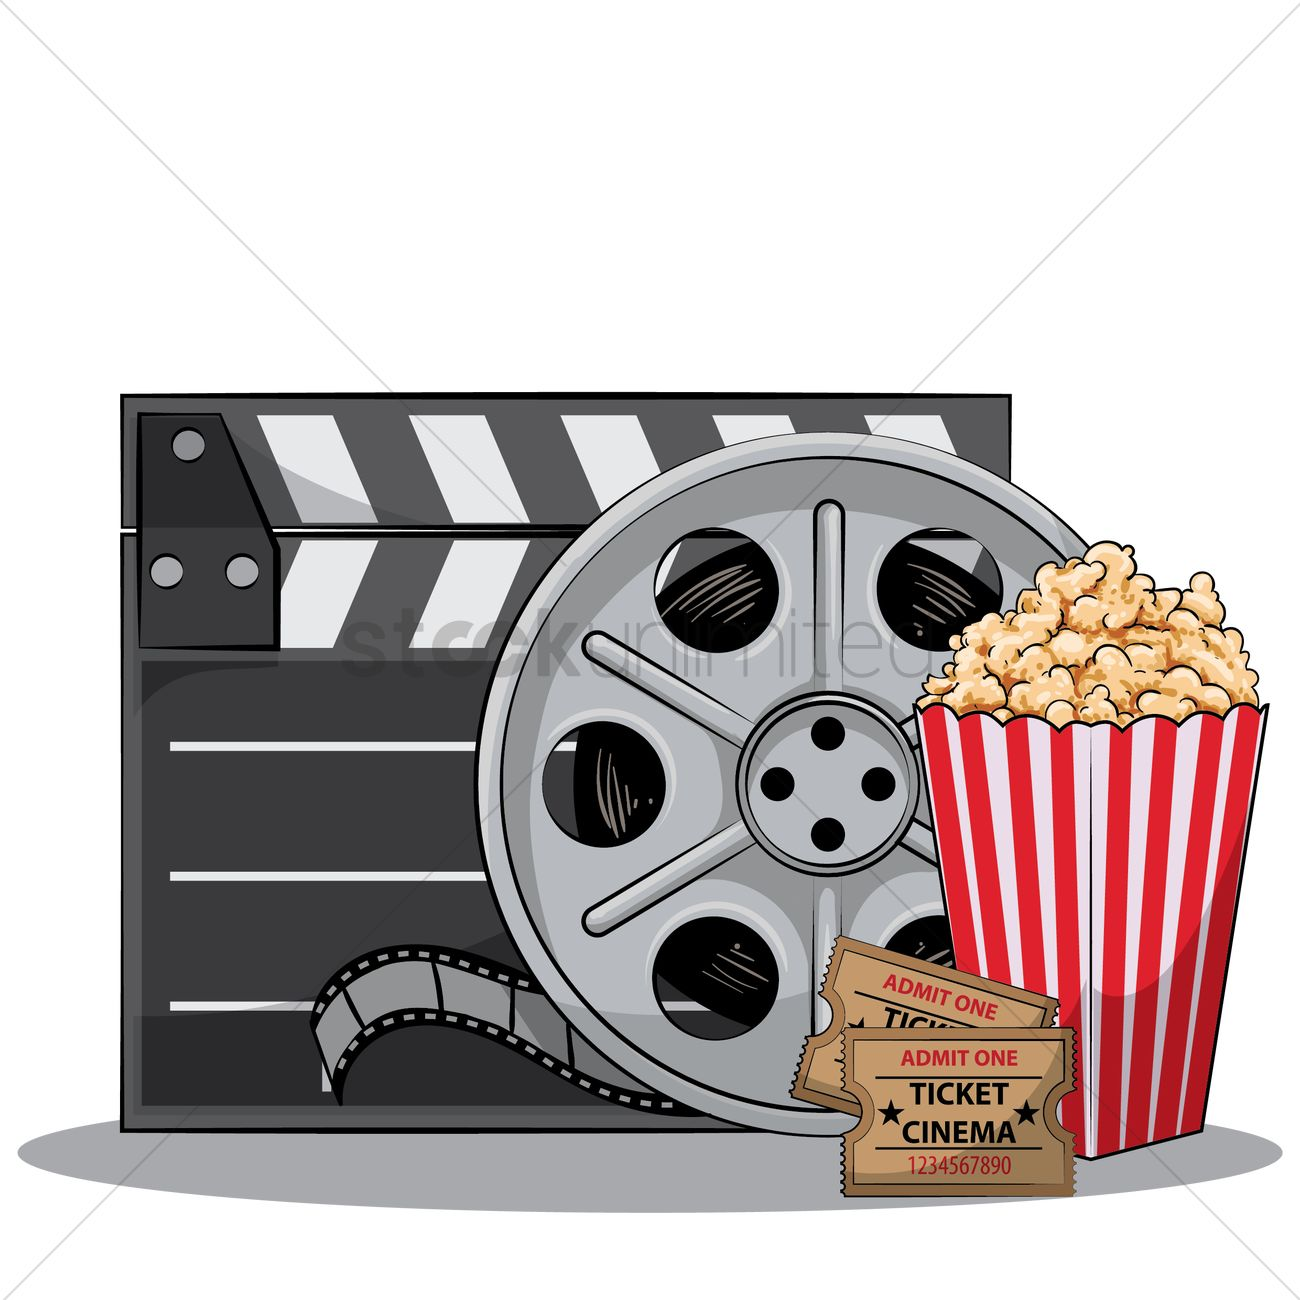 stockunlimited
ADMIT ONE
ADMIT ONE
TICKET
CINEMA
1234567890